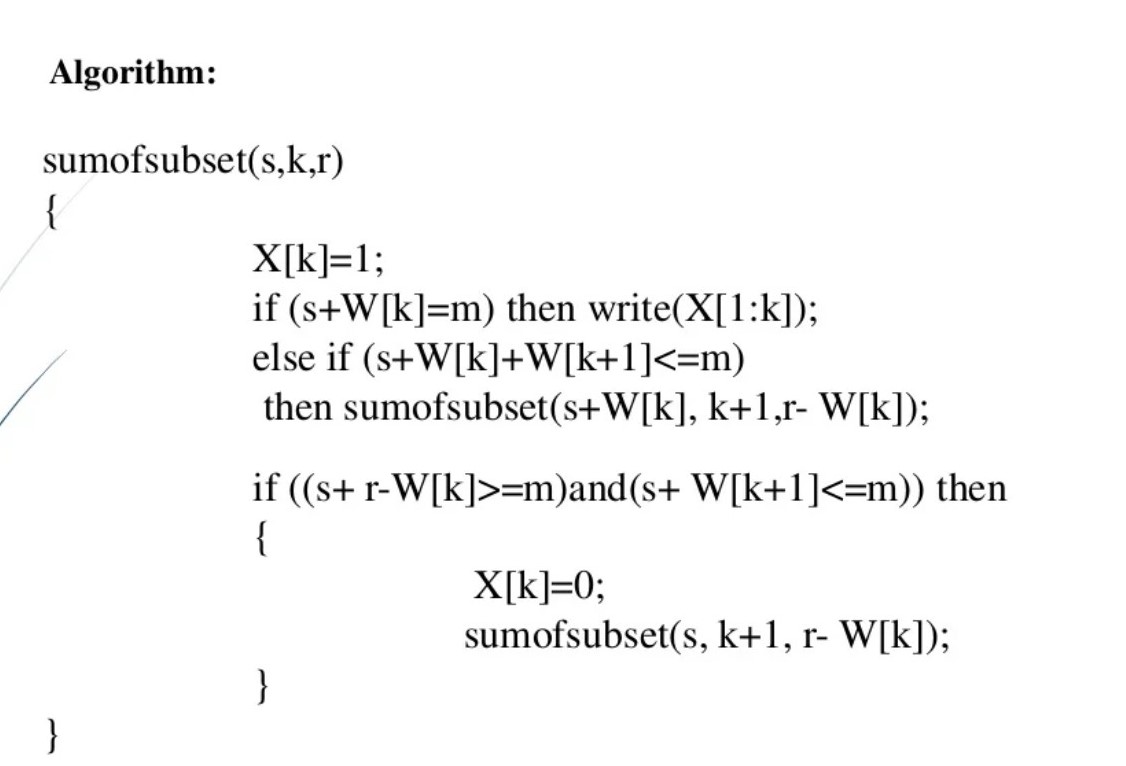 Algorithm:
sumofsubset(s,k,r)
{
X[k]=1;
if (s+W[k]=m) then write(X[1:k]);
else if (s+W[k]+W[k+1]<=m)
then sumofsubset(s+W[k], k+1,r- W[k]);
if ((s+ r-W[k]>=m)and(s+ W[k+1]<=m)) then
{
X[k]=0;
sumofsubset(s, k+1, r- W[k]);
}
}